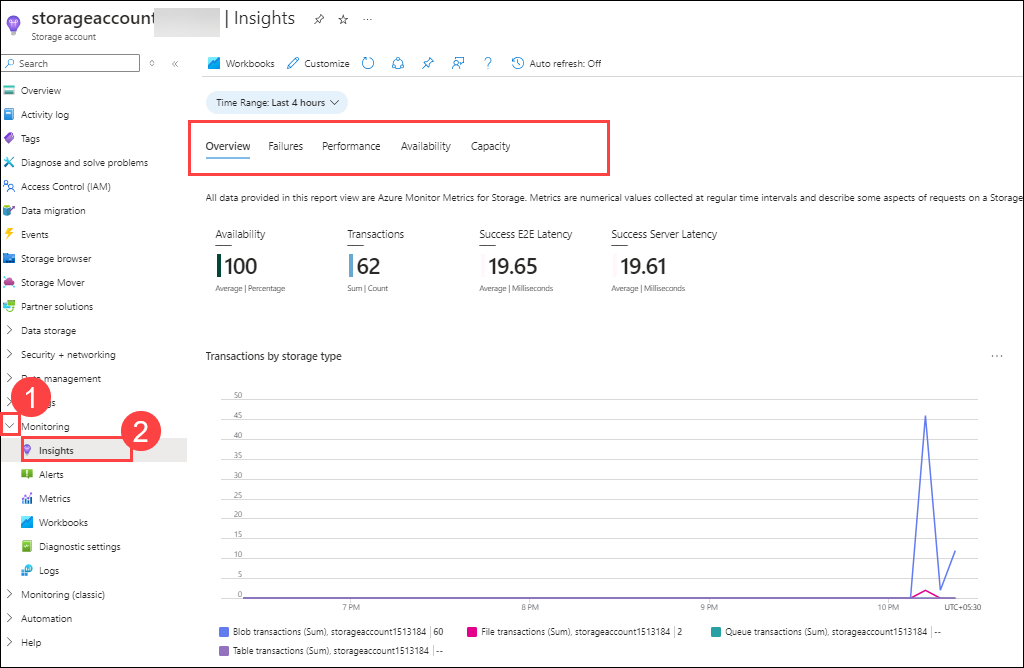 storageaccount | Insights ...
Storage account
Search
Workbooks Customize ? Auto refresh: Off
Overview
Activity log
Tags
Diagnose and solve problems
Access Control (IAM)
Data migration
Events
Storage browser
Storage Mover
Partner solutions
Data storage
Security + networking
management
1
gs
Monitoring
2
Insights
Alerts
Metrics
Workbooks
Diagnostic settings
Logs
Monitoring (classic)
Automation
Help
Time Range: Last 4 hours
Overview Failures Performance Availability Capacity
All data provided in this report view are Azure Monitor Metrics for Storage. Metrics are numerical values collected at regular time intervals and describe some aspects of requests on a Storage
Availability
100
Average | Percentage
Transactions
62
Sum | Count
Success E2E Latency
19.65
Average | Milliseconds
Success Server Latency
19.61
Average | Milliseconds
Transactions by storage type ...
50
45
40
35
30
25
20
15
10
5
0
7 PM 8 PM 9 PM 10 PM UTC+05:30
Blob transactions (Sum), storageaccount1513184 | 60 File transactions (Sum), storageaccount1513184 | 2 Queue transactions (Sum), storageaccount1513184 | --
Table transactions (Sum), storageaccount1513184 | --